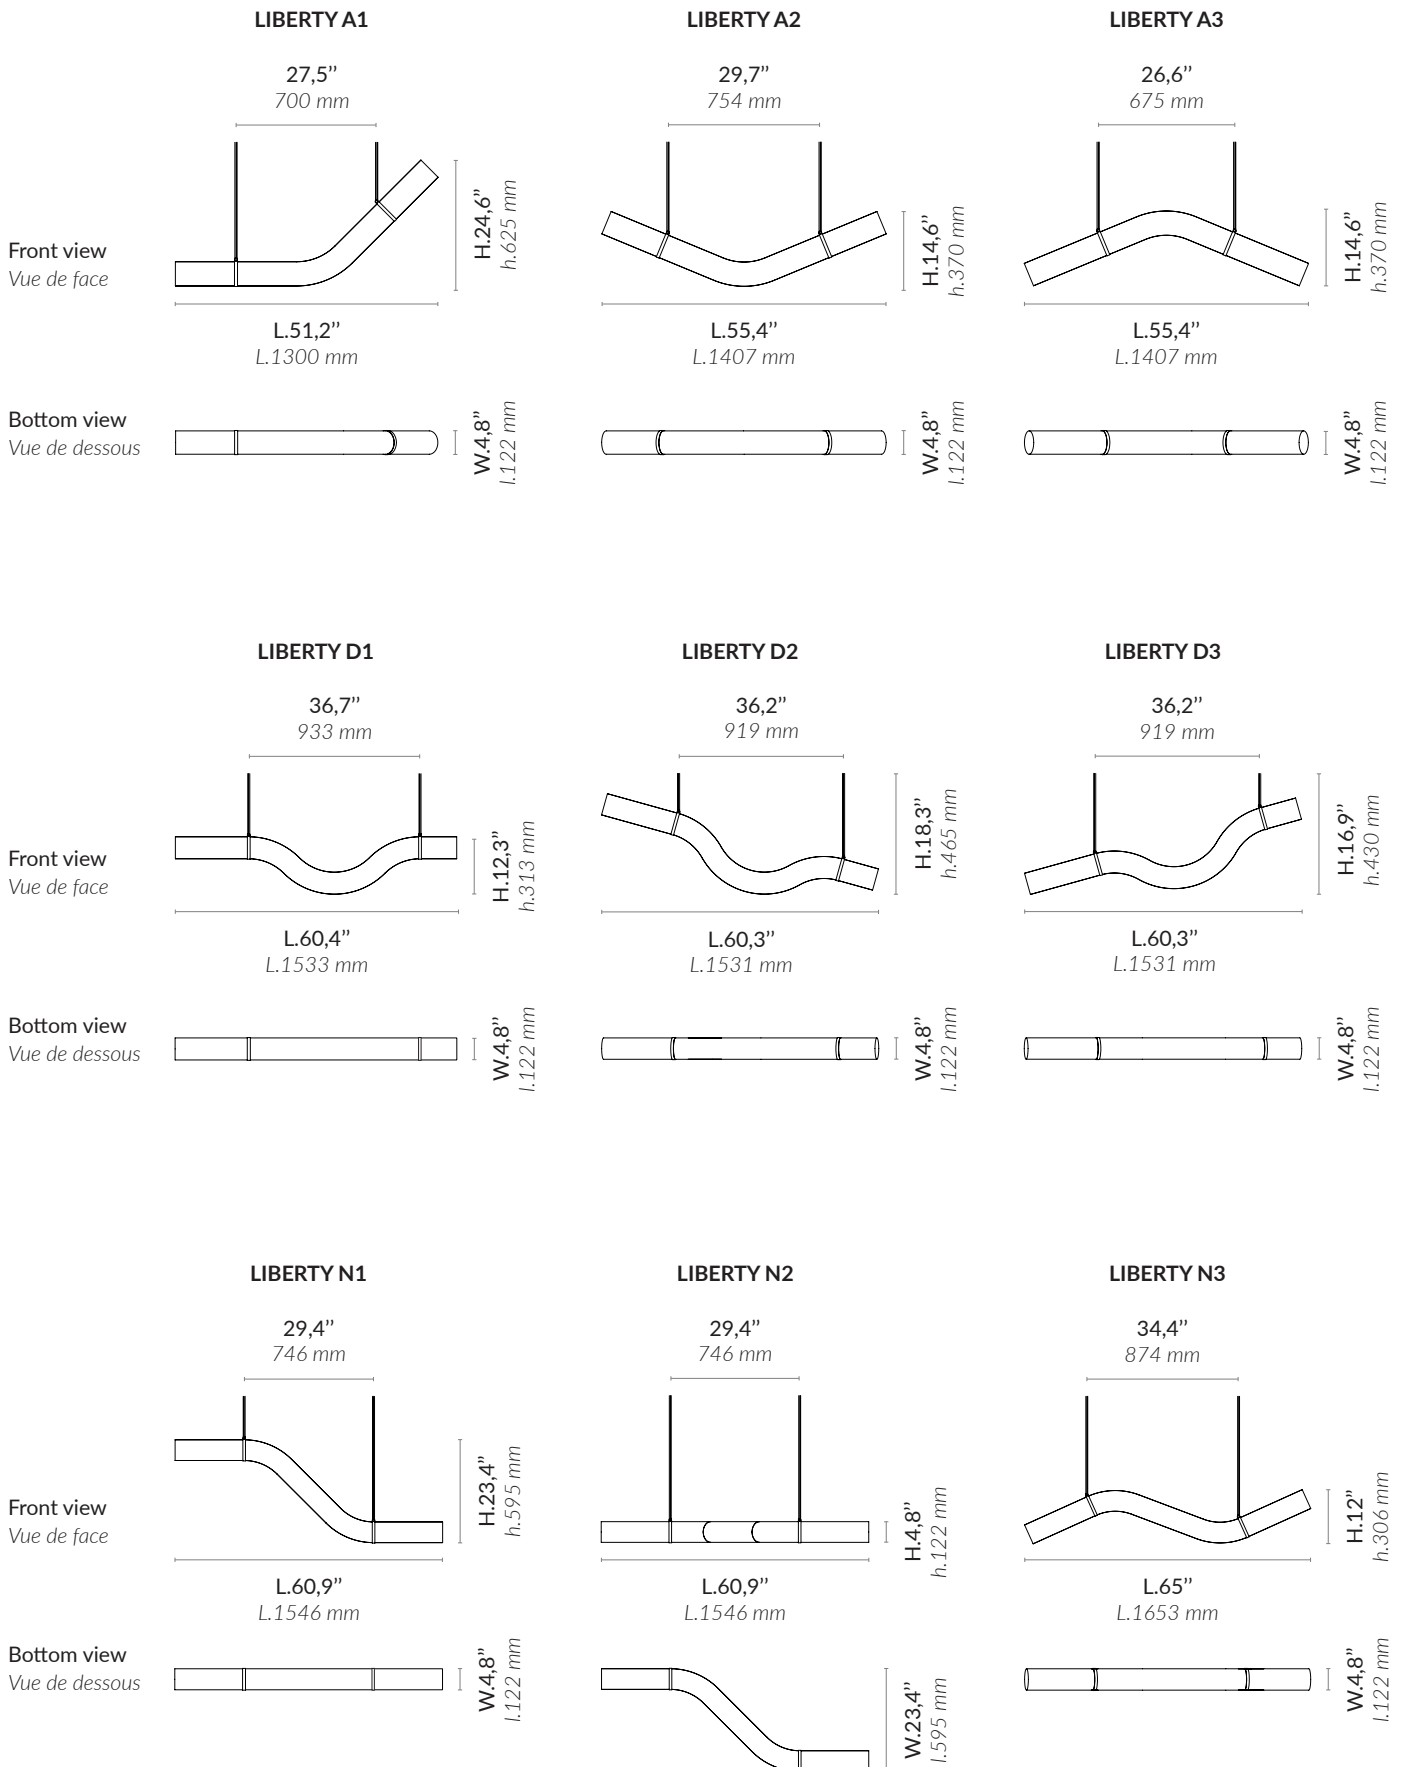 LIBERTY A1
27,5’’
700 mm
H.24,6’’
h.625 mm
L.51,2’’
L.1300 mm
W.4,8’’
l.122 mm
LIBERTY A2
29,7’’
754 mm
H.14,6’’
h.370 mm
L.55,4’’
L.1407 mm
W.4,8’’
l.122 mm
LIBERTY A3
26,6’’
675 mm
H.14,6’’
h.370 mm
L.55,4’’
L.1407 mm
W.4,8’’
l.122 mm
Front view
Vue de face
Bottom view
Vue de dessous
LIBERTY D1
36,7’’
933 mm
H.12,3’’
h.313 mm
L.60,4’’
L.1533 mm
W.4,8’’
l.122 mm
LIBERTY D2
36,2’’
919 mm
H.18,3’’
h.465 mm
L.60,3’’
L.1531 mm
W.4,8’’
l.122 mm
LIBERTY D3
36,2’’
919 mm
H.16,9’’
h.430 mm
L.60,3’’
L.1531 mm
W.4,8’’
l.122 mm
Front view
Vue de face
Bottom view
Vue de dessous
LIBERTY N1
29,4’’
746 mm
H.23,4’’
h.595 mm
L.60,9’’
L.1546 mm
W.4,8’’
l.122 mm
LIBERTY N2
29,4’’
746 mm
H.4,8’’
h.122 mm
L.60,9’’
L.1546 mm
W.23,4’’
l.595 mm
LIBERTY N3
34,4’’
874 mm
H.12’’
h.306 mm
L.65’’
L.1653 mm
W.4,8’’
l.122 mm
Front view
Vue de face
Bottom view
Vue de dessous